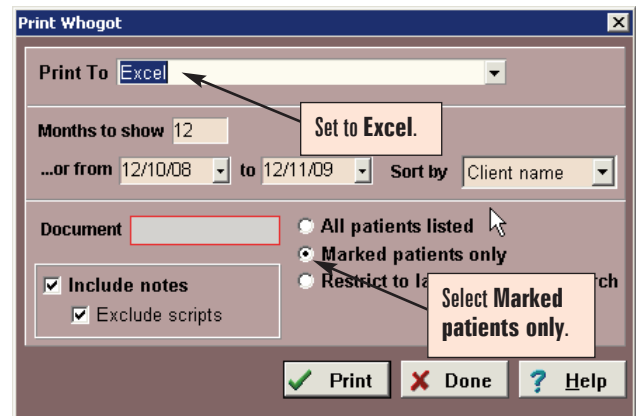 Print Whogot
Print To Excel
Set to Excel.
Months to show 12
...or from 12/10/08 to 12/11/09 Sort by Client name
Document
All patients listed
Marked patients only
Restrict to la rch
Select Marked
patients only.
Include notes
Exclude scripts
Print Done ? Help